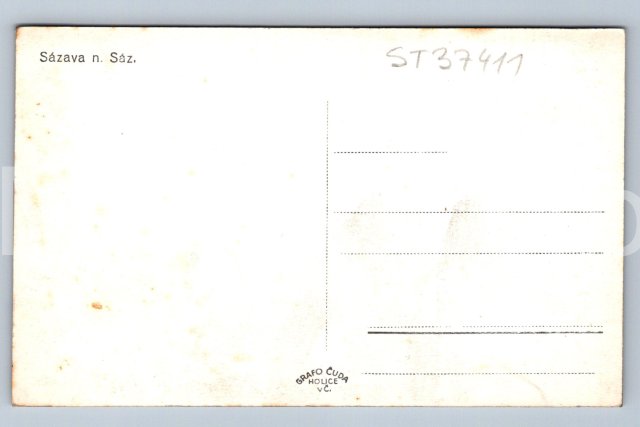 Sázava n. Sáz.
ST37411
GRAFO ČUDA
HOLICE
v Č.